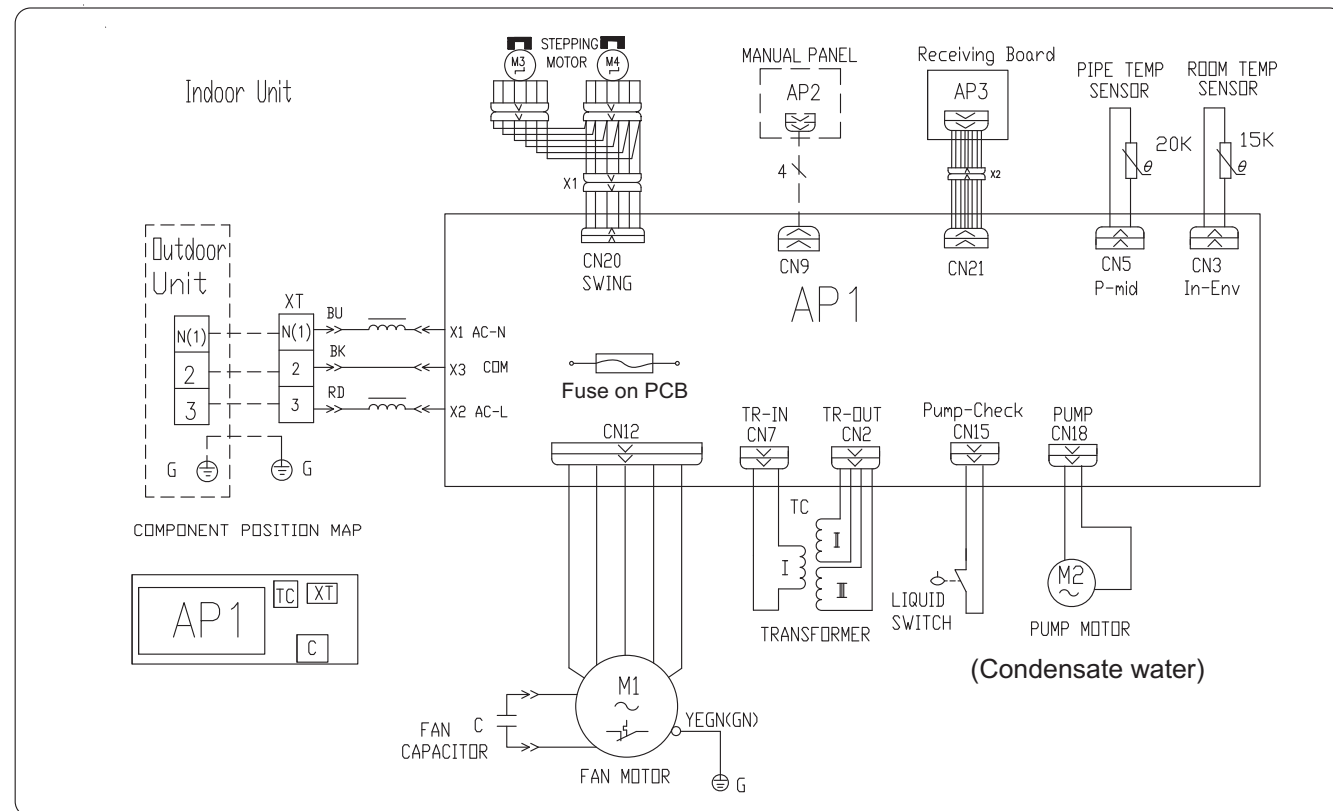 Indoor Unit
STEPPING
MOTOR
M3
M4
X1
CN20
SWING
MANUAL PANEL
AP2
4
CN9
Receiving Board
AP3
X2
CN21
PIPE TEMP
SENSOR
20K
θ
CN5
P-mid
ROOM TEMP
SENSOR
15K
θ
CN3
In-Env
AP1
Outdoor
Unit
N(1)
2
3
G
XT
N(1)
2
3
G
BU
BK
RD
X1 AC-N
X3 COM
X2 AC-L
Fuse on PCB
CN12
TR-IN
CN7
TR-OUT
CN2
Pump-Check
CN15
PUMP
CN18
TC
I
II
III
TRANSFORMER
LIQUID
SWITCH
M2
~
PUMP MOTOR
(Condensate water)
COMPONENT POSITION MAP
AP1
TC
XT
C
M1
~
FAN
CAPACITOR
C
YEGN(GN)
G
FAN MOTOR